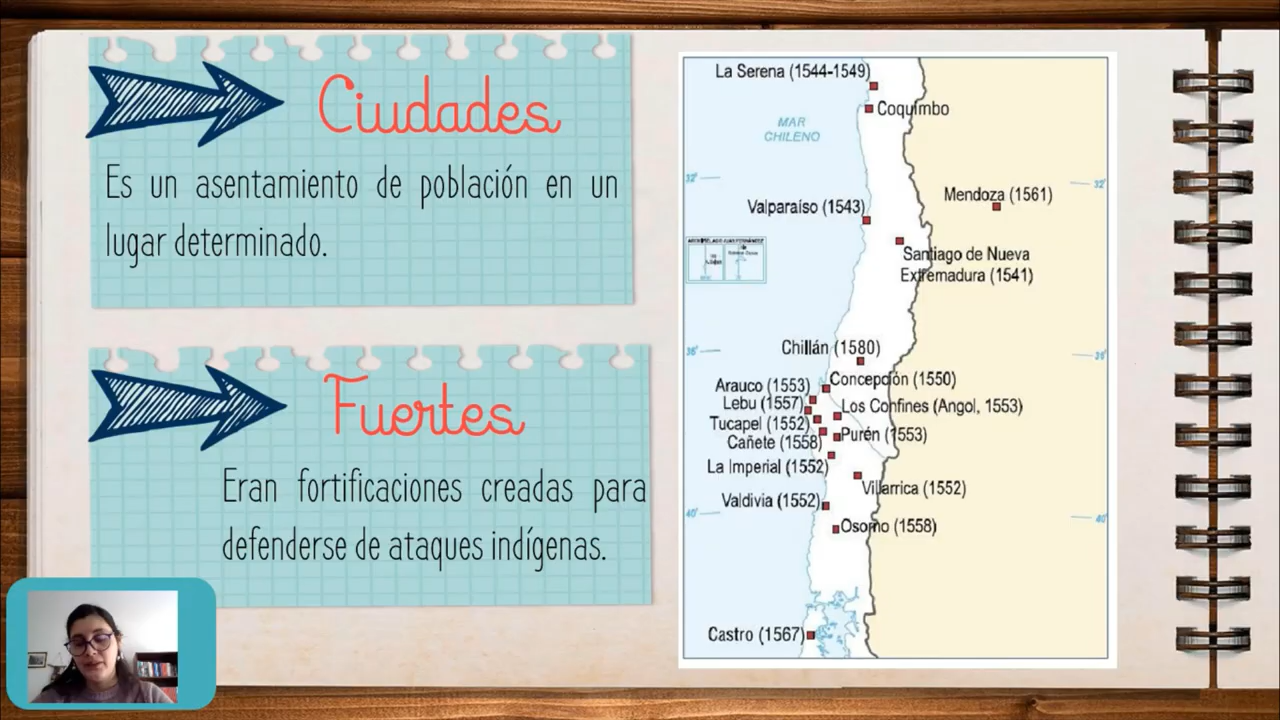 Ciudades
Es un asentamiento de población en un
lugar determinado.
Fuertes
Eran fortificaciones creadas para
defenderse de ataques indígenas.
La Serena (1544-1549)
Coquimbo
MAR
CHILENO
32°
32°
Mendoza (1561)
Valparaíso (1543)
Santiago de Nueva
Extremadura (1541)
Chillán (1580)
36°
36°
Concepción (1550)
Arauco (1553)
Lebu (1557)
Los Confines (Angol, 1553)
Tucapel (1552)
Purén (1553)
Cañete (1558)
La Imperial (1552)
Villarrica (1552)
Valdivia (1552)
40°
40°
Osorno (1558)
Castro (1567)